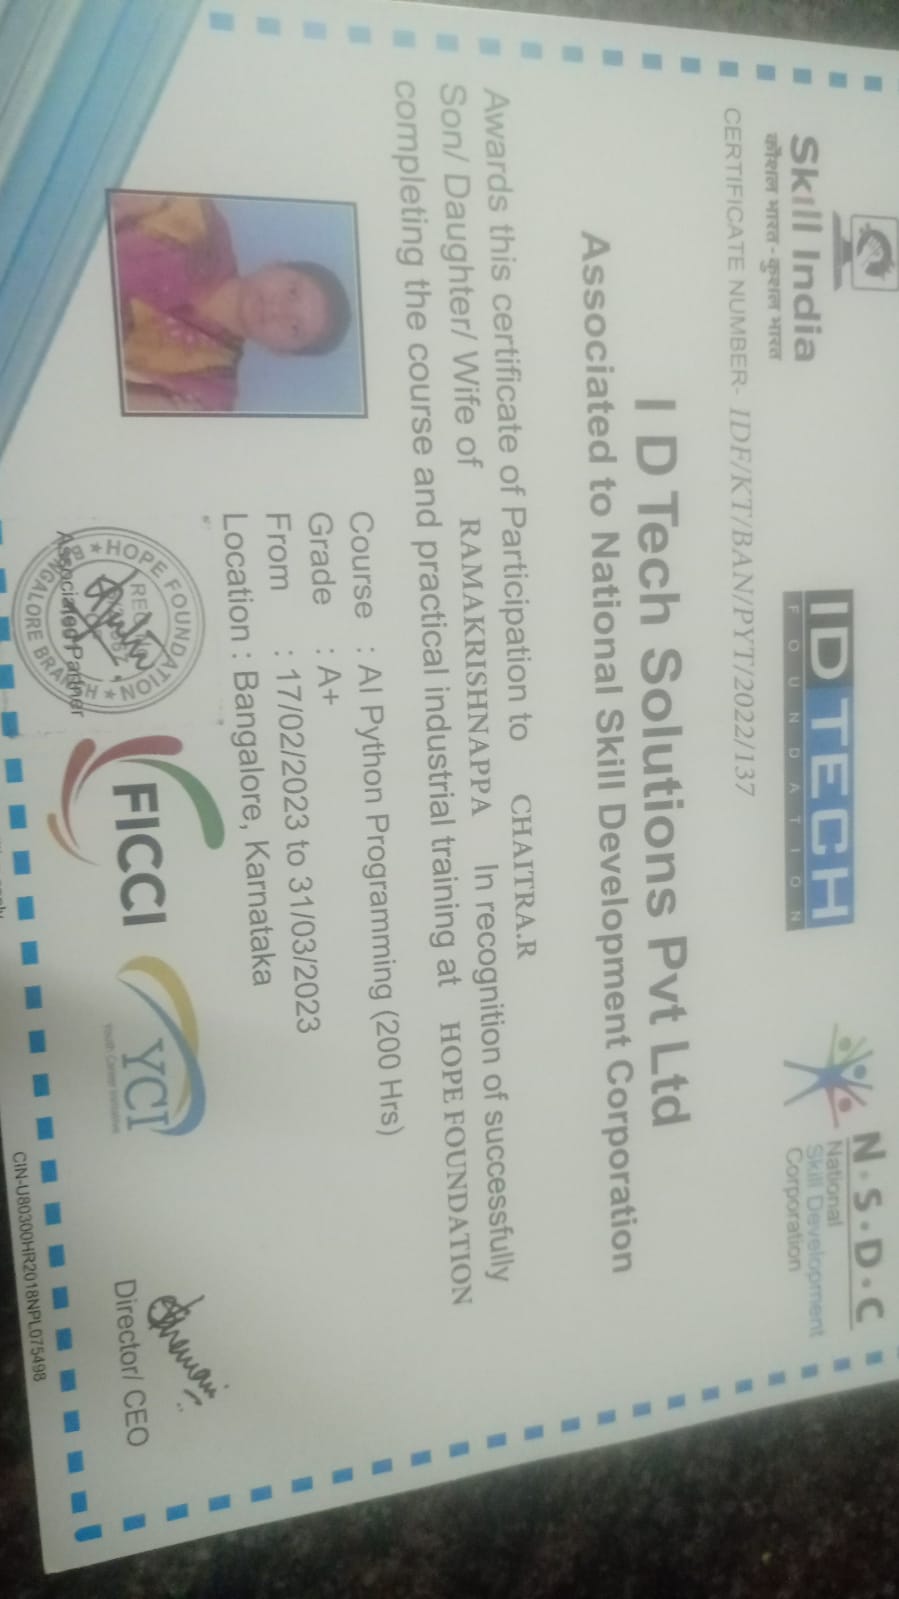 N·S·D·C
National
Skill Development
Corporation
ID TECH
FOUNDATION
Skill India
कौशल भारत - कुशल भारत
CERTIFICATE NUMBER- IDF/KT/BAN/PYT/2022/137
I D Tech Solutions Pvt Ltd
Associated to National Skill Development Corporation
Awards this certificate of Participation to CHAITRA.R
Son/ Daughter/ Wife of RAMAKRISHNAPPA In recognition of successfully
completing the course and practical industrial training at HOPE FOUNDATION
Course : AI Python Programming (200 Hrs)
Grade : A+
From : 17/02/2023 to 31/03/2023
Location : Bangalore, Karnataka
HOPE FOUNDATION
BANGALORE BRANCH
Associated Partner
FICCI
YCI
Youth Career Initiative
Director/ CEO
CIN-U80300HR2018NPL075498